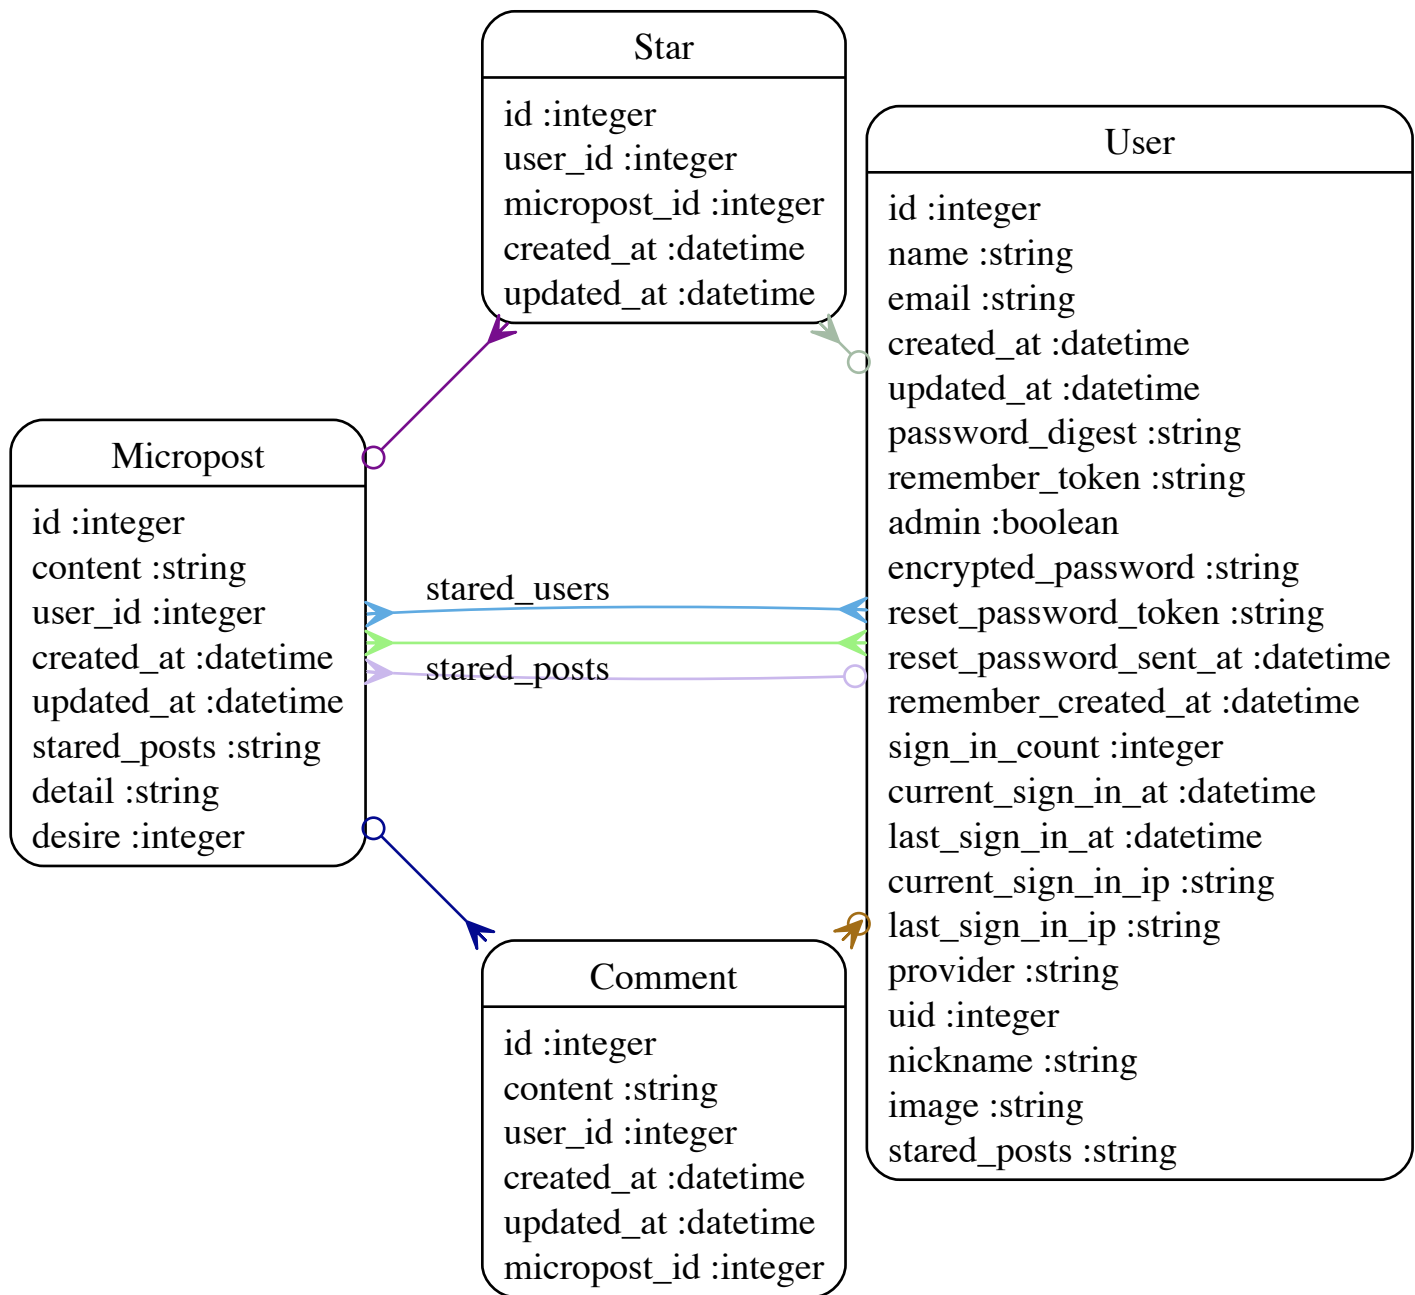 Star
id :integer
user_id :integer
micropost_id :integer
created_at :datetime
updated_at :datetime
User
id :integer
name :string
email :string
created_at :datetime
updated_at :datetime
password_digest :string
remember_token :string
admin :boolean
encrypted_password :string
reset_password_token :string
reset_password_sent_at :datetime
remember_created_at :datetime
sign_in_count :integer
current_sign_in_at :datetime
last_sign_in_at :datetime
current_sign_in_ip :string
last_sign_in_ip :string
provider :string
uid :integer
nickname :string
image :string
stared_posts :string
Micropost
id :integer
content :string
user_id :integer
created_at :datetime
updated_at :datetime
stared_posts :string
detail :string
desire :integer
stared_users
stared_posts
Comment
id :integer
content :string
user_id :integer
created_at :datetime
updated_at :datetime
micropost_id :integer